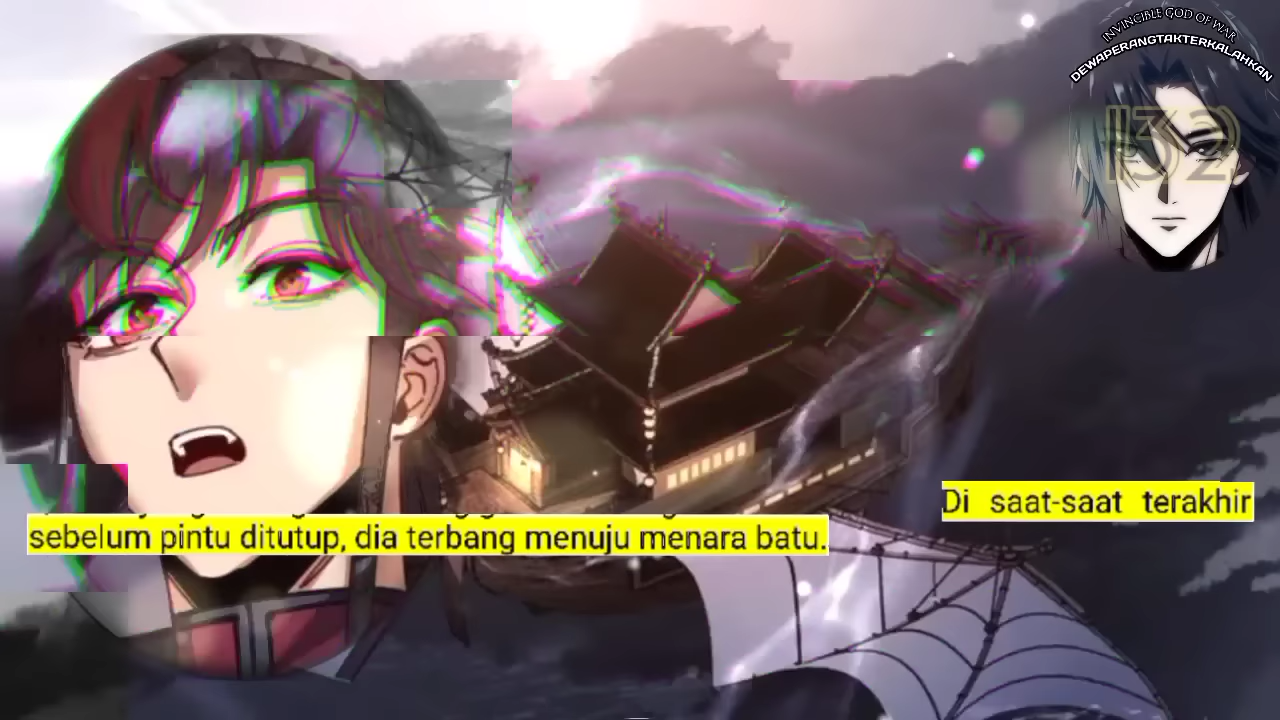 INVINCIBLE GOD OF WAR
DEWAPERANGTAKTERKALAHKAN
132
Di saat-saat terakhir
sebelum pintu ditutup, dia terbang menuju menara batu.